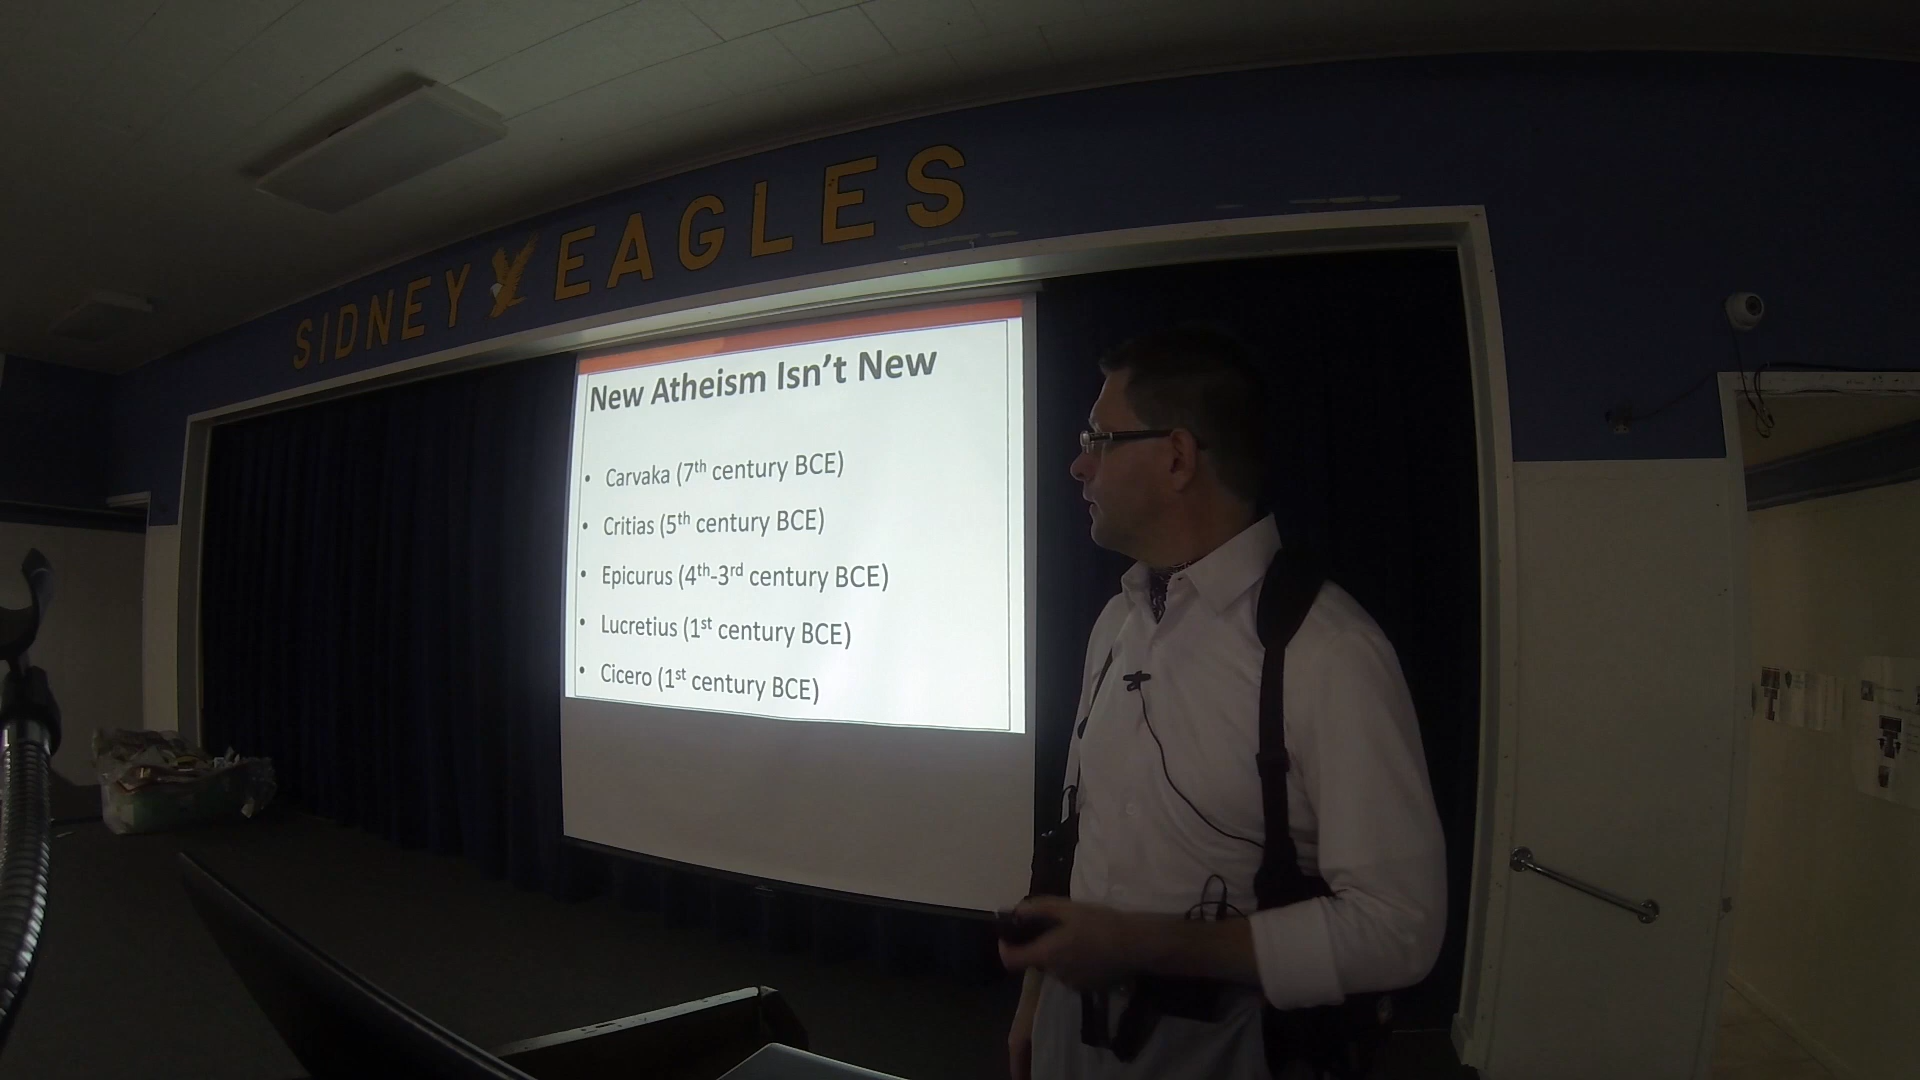 SIDNEY EAGLES
New Atheism Isn't New
• Carvaka (7th century BCE)
• Critias (5th century BCE)
• Epicurus (4th-3rd century BCE)
• Lucretius (1st century BCE)
• Cicero (1st century BCE)